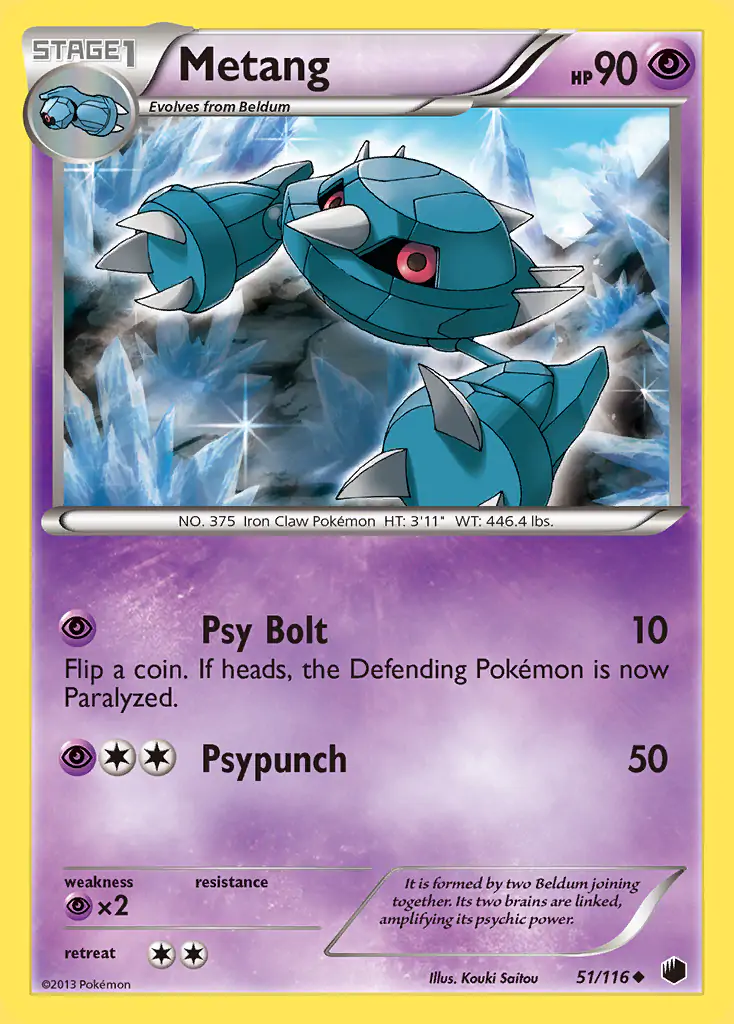 STAGE1
Metang
HP 90
Evolves from Beldum
NO. 375 Iron Claw Pokémon HT: 3'11" WT: 446.4 lbs.
Psy Bolt 10
Flip a coin. If heads, the Defending Pokémon is now
Paralyzed.
Psypunch 50
weakness resistance
×2
retreat
It is formed by two Beldum joining
together. Its two brains are linked,
amplifying its psychic power.
©2013 Pokémon
Illus. Kouki Saitou
51/116